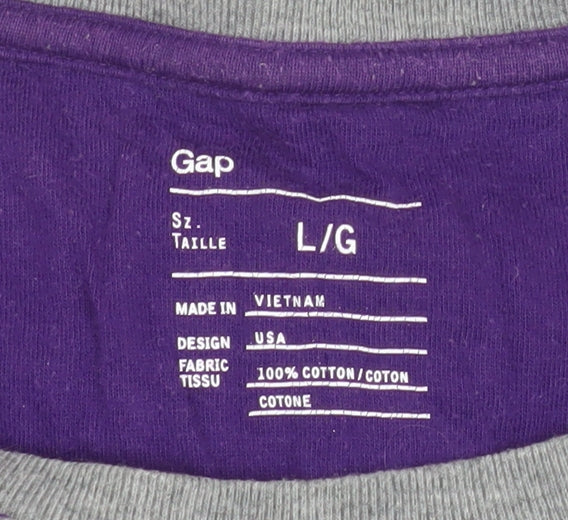 Gap
Sz.
TAILLE L/G
MADE IN VIETNAM
DESIGN USA
FABRIC
TISSU 100% COTTON/COTON
COTONE